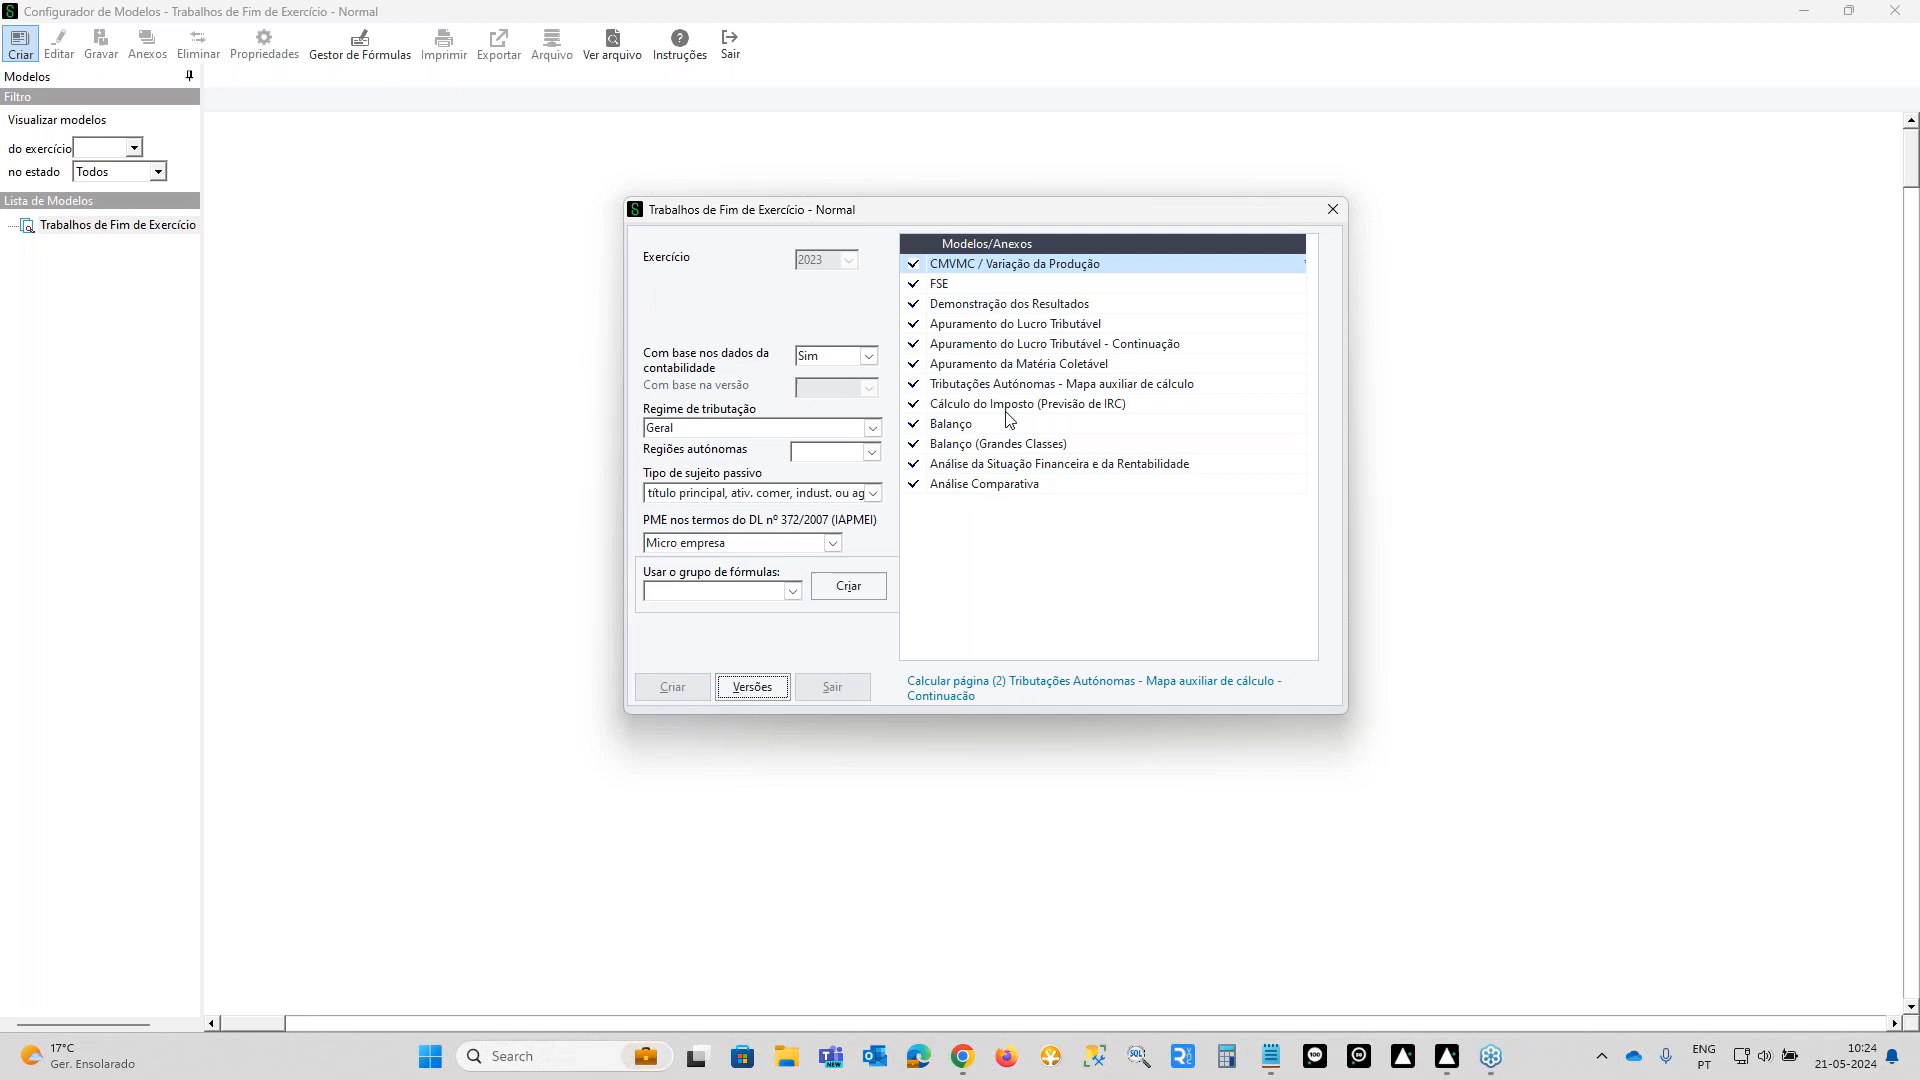 Configurador de Modelos - Trabalhos de Fim de Exercício - Normal
Criar
Editar
Gravar
Anexos
Eliminar
Propriedades
Gestor de Fórmulas
Imprimir
Exportar
Arquivo
Ver arquivo
Instruções
Sair
Modelos
Filtro
Visualizar modelos
do exercício
no estado
Todos
Lista de Modelos
Trabalhos de Fim de Exercício
Trabalhos de Fim de Exercício - Normal
Exercício
2023
Com base nos dados da
contabilidade
Sim
Com base na versão
Regime de tributação
Geral
Regiões autónomas
Tipo de sujeito passivo
título principal, ativ. comer, indust. ou ag
PME nos termos do DL nº 372/2007 (IAPMEI)
Micro empresa
Usar o grupo de fórmulas:
Criar
Criar
Versões
Sair
Modelos/Anexos
CMVMC / Variação da Produção
FSE
Demonstração dos Resultados
Apuramento do Lucro Tributável
Apuramento do Lucro Tributável - Continuação
Apuramento da Matéria Coletável
Tributações Autónomas - Mapa auxiliar de cálculo
Cálculo do Imposto (Previsão de IRC)
Balanço
Balanço (Grandes Classes)
Análise da Situação Financeira e da Rentabilidade
Análise Comparativa
Calcular página (2) Tributações Autónomas - Mapa auxiliar de cálculo -
Continuacão
17°C
Ger. Ensolarado
Search
NEW
SQL
100
ENG
PT
10:24
21-05-2024